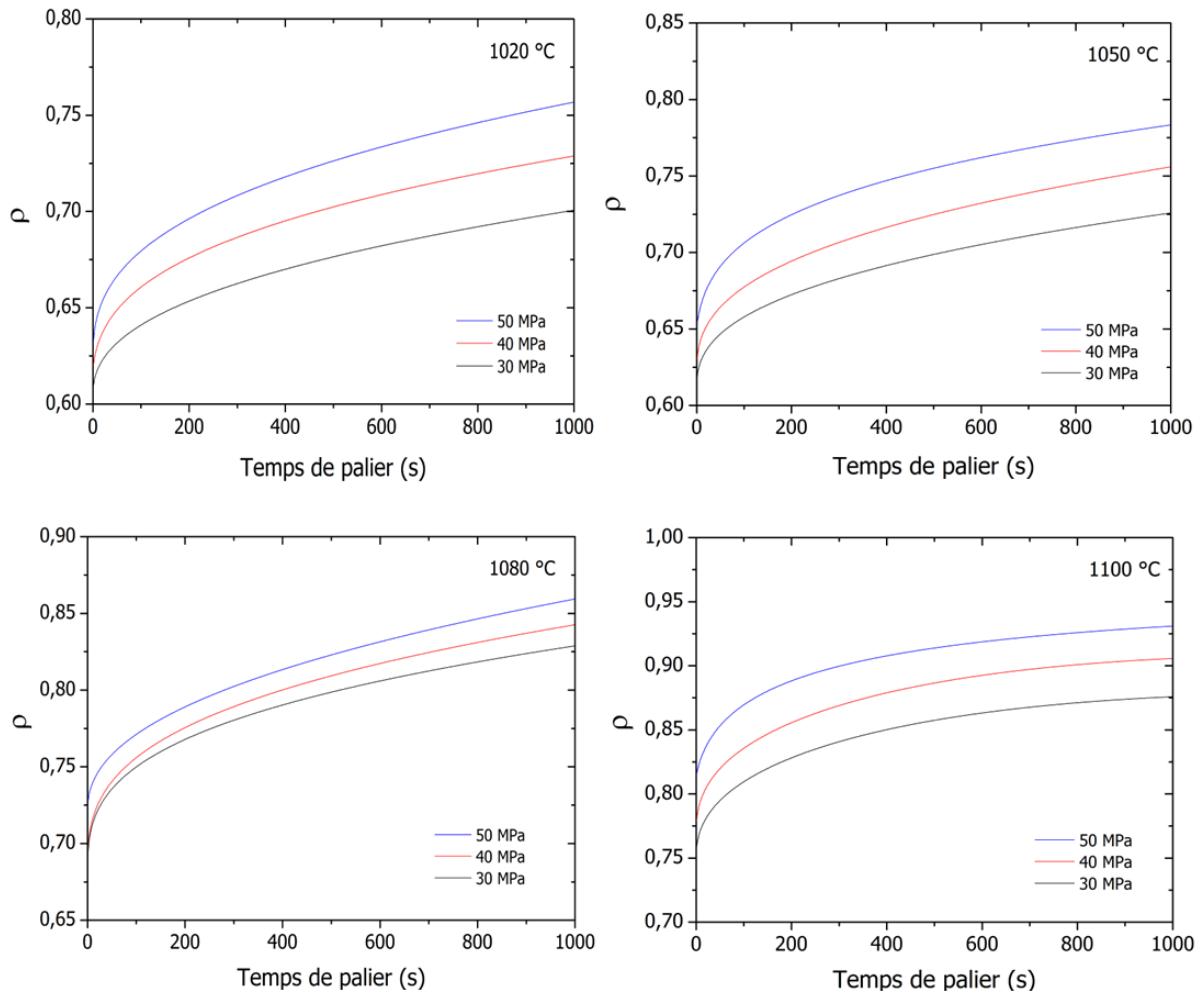 0,80
0,75
0,70
0,65
0,60
ρ
1020 °C
50 MPa
40 MPa
30 MPa
0 200 400 600 800 1000
Temps de palier (s)
0,85
0,80
0,75
0,70
0,65
0,60
ρ
1050 °C
50 MPa
40 MPa
30 MPa
0 200 400 600 800 1000
Temps de palier (s)
0,90
0,85
0,80
0,75
0,70
0,65
ρ
1080 °C
50 MPa
40 MPa
30 MPa
0 200 400 600 800 1000
Temps de palier (s)
1,00
0,95
0,90
0,85
0,80
0,75
0,70
ρ
1100 °C
50 MPa
40 MPa
30 MPa
0 200 400 600 800 1000
Temps de palier (s)